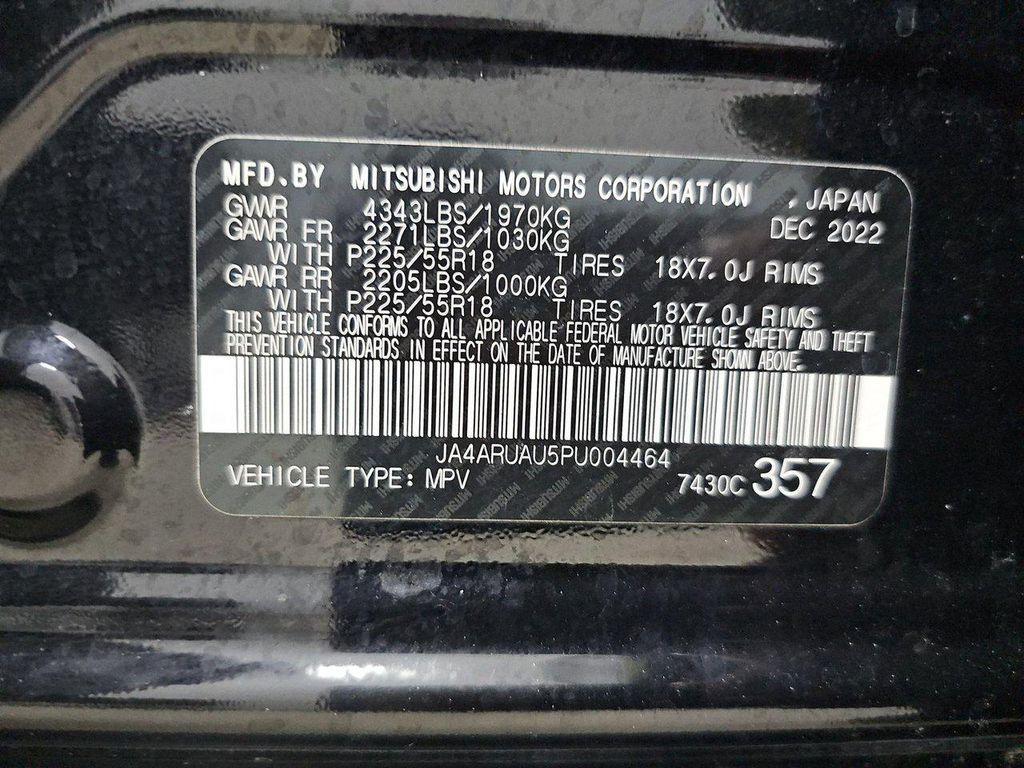 MFD.BY MITSUBISHI MOTORS CORPORATION , JAPAN
GVWR 4343LBS/1970KG DEC 2022
GAWR FR 2271LBS/1030KG
WITH P225/55R18 TIRES 18X7.0J RIMS
GAWR RR 2205LBS/1000KG
WITH P225/55R18 TIRES 18X7.0J RIMS
THIS VEHICLE CONFORMS TO ALL APPLICABLE FEDERAL MOTOR VEHICLE SAFETY AND THEFT
PREVENTION STANDARDS IN EFFECT ON THE DATE OF MANUFACTURE SHOWN ABOVE.
JA4ARUAU5PU004464
VEHICLE TYPE: MPV 7430C 357